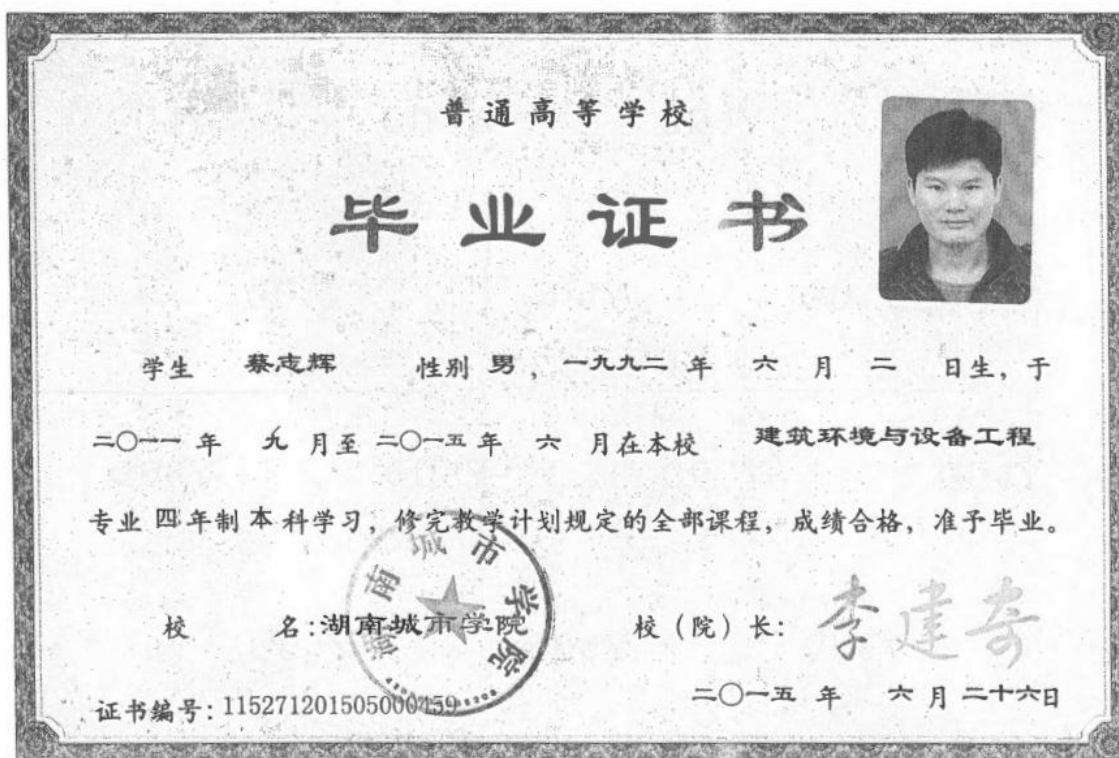 普通高等学校
毕业证书
学生 蔡志辉 性别 男，一九九二 年 六 月 二 日生，于
二〇一一 年 九 月至 二〇一五 年 六 月在本校 建筑环境与设备工程
专业 四 年制 本 科学习，修完教学计划规定的全部课程，成绩合格，准予毕业。
湖南城市学院
校 名：湖南城市学院 校（院）长：李建奇
二〇一五 年 六 月 二十六日
证书编号：115271201505000459